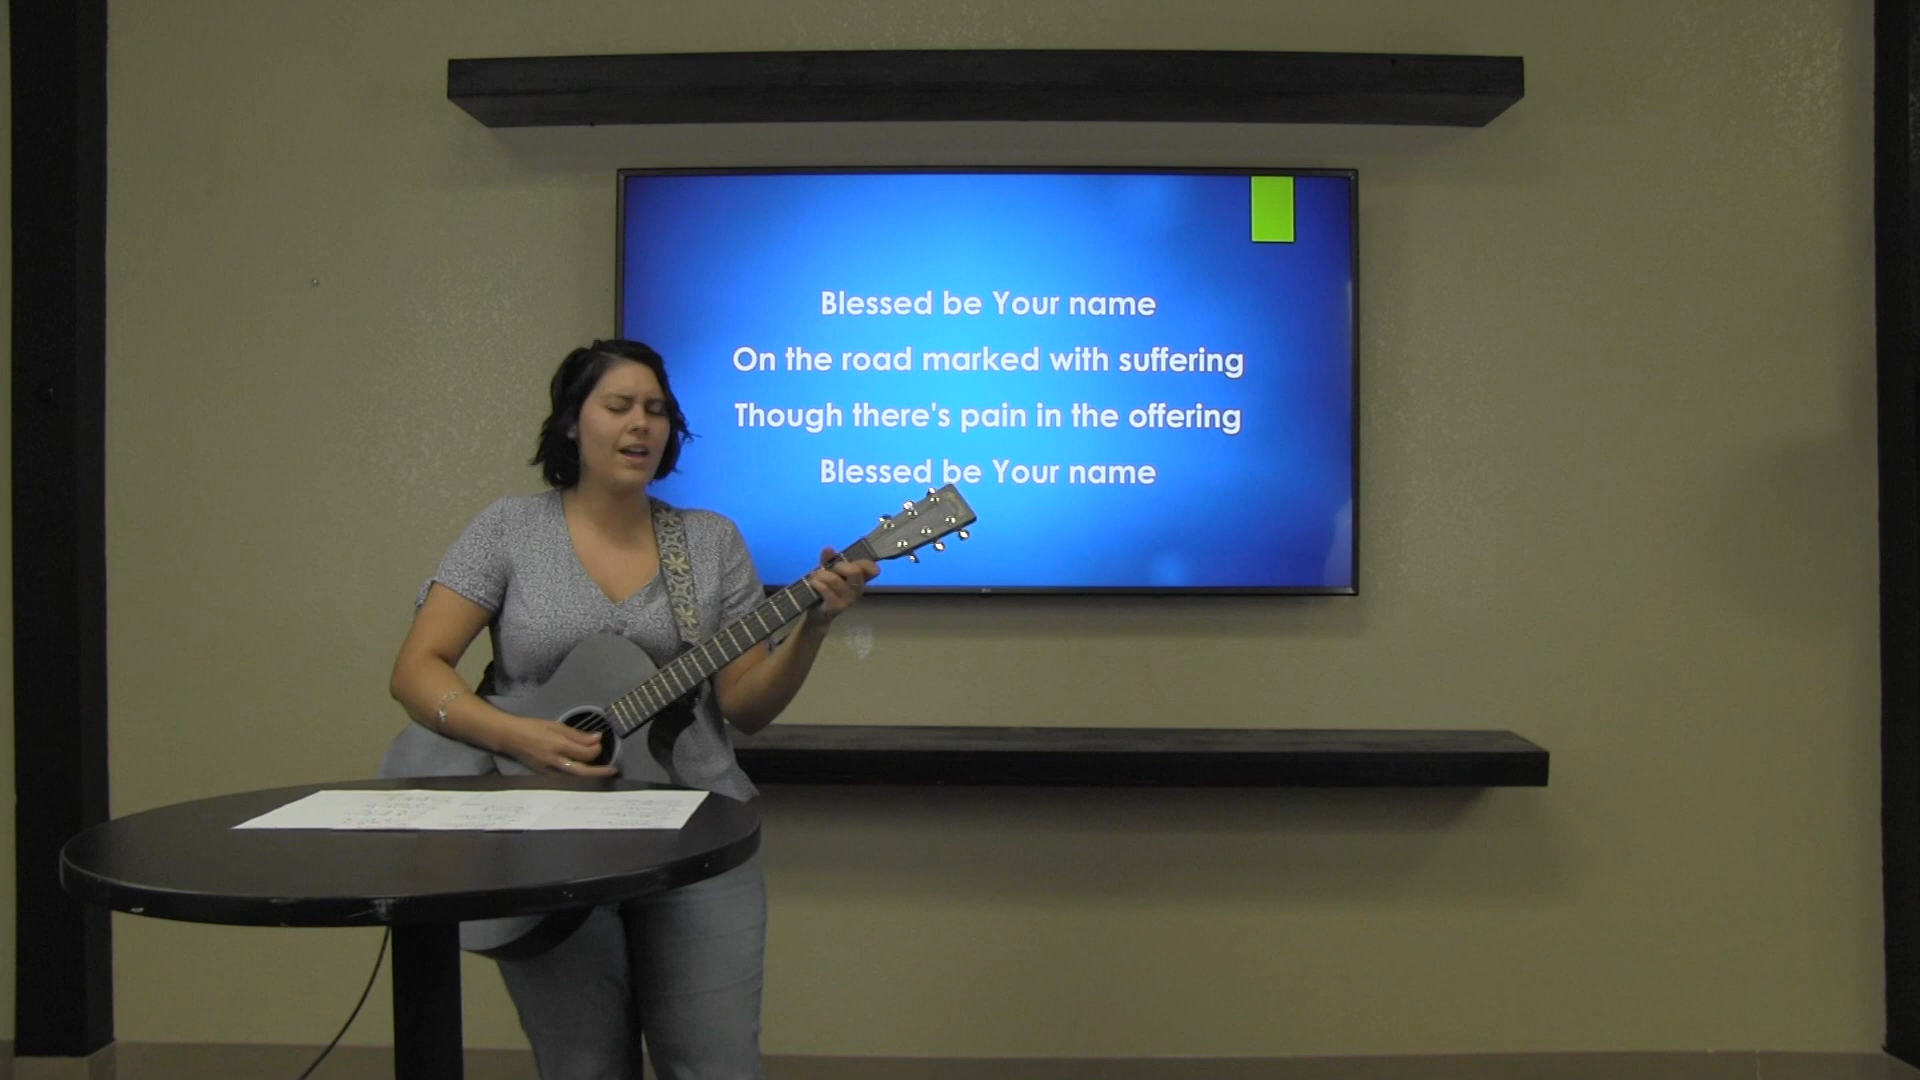 Blessed be Your name
On the road marked with suffering
Though there's pain in the offering
Blessed be Your name